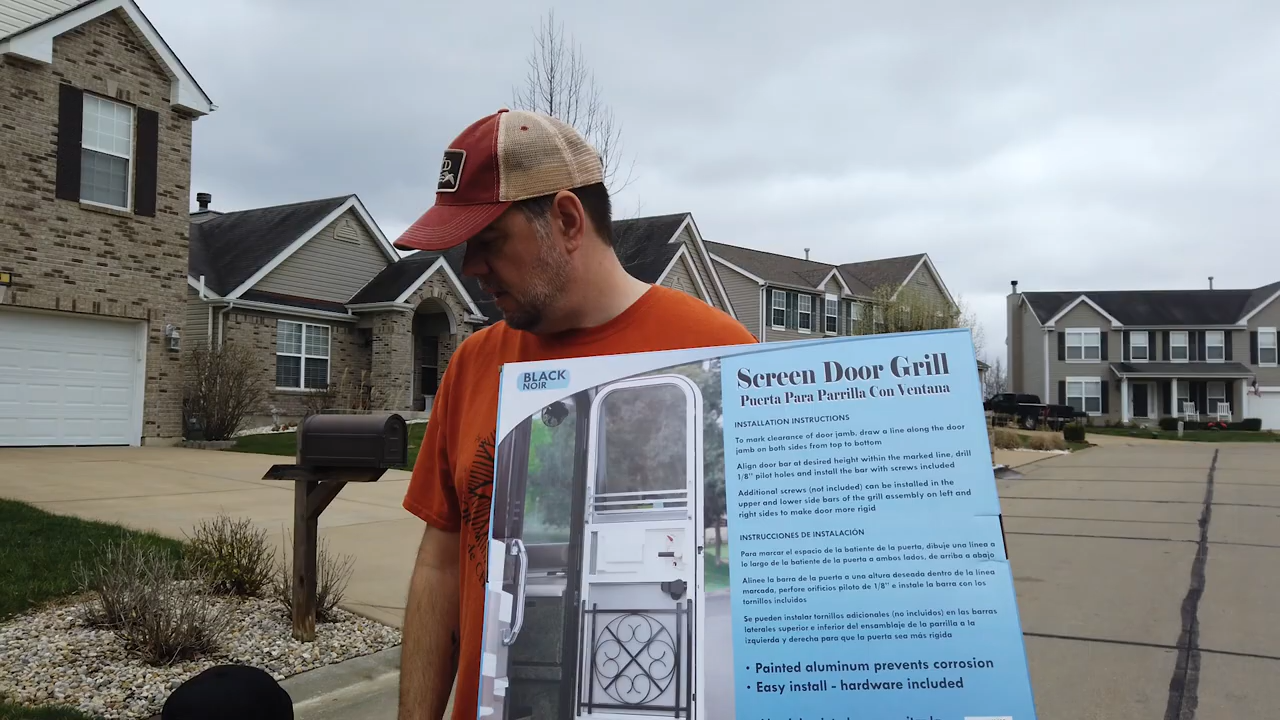 BLACK
NOIR
Screen Door Grill
Puerta Para Parrilla Con Ventana
INSTALLATION INSTRUCTIONS
To mark clearance of door jamb, draw a line along the door
jamb on both sides from top to bottom
Align door bar at desired height within the marked line, drill
1/8" pilot holes and install the bar with screws included
Additional screws (not included) can be installed in the
upper and lower side bars of the grill assembly on left and
right sides to make door more rigid
INSTRUCCIONES DE INSTALACIÓN
Para marcar el espacio de la batiente de la puerta, dibuje una linea a
lo largo de la batiente de la puerta a ambos lados, de arriba a abajo
Alinee la barra de la puerta a una altura deseada dentro de la linea
marcada, perfore orificios piloto de 1/8" e instale la barra con los
tornillos incluidos
Se pueden instalar tornillos adicionales (no incluidos) en las barras
laterales superior e inferior del ensamblaje de la parrilla a la
izquierda y derecha para que la puerta sea más rigida
• Painted aluminum prevents corrosion
• Easy install - hardware included